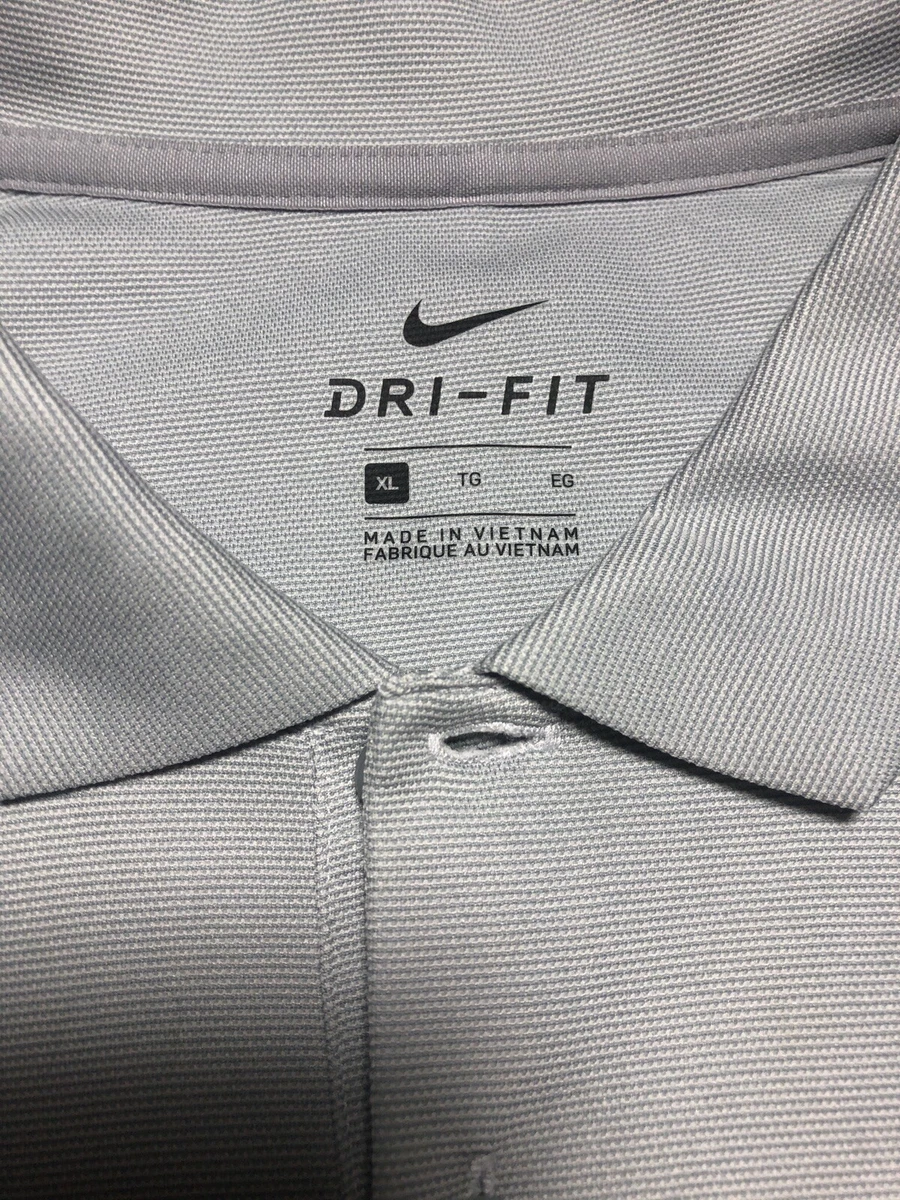 DRI-FIT
XL TG EG
MADE IN VIETNAM
FABRIQUE AU VIETNAM